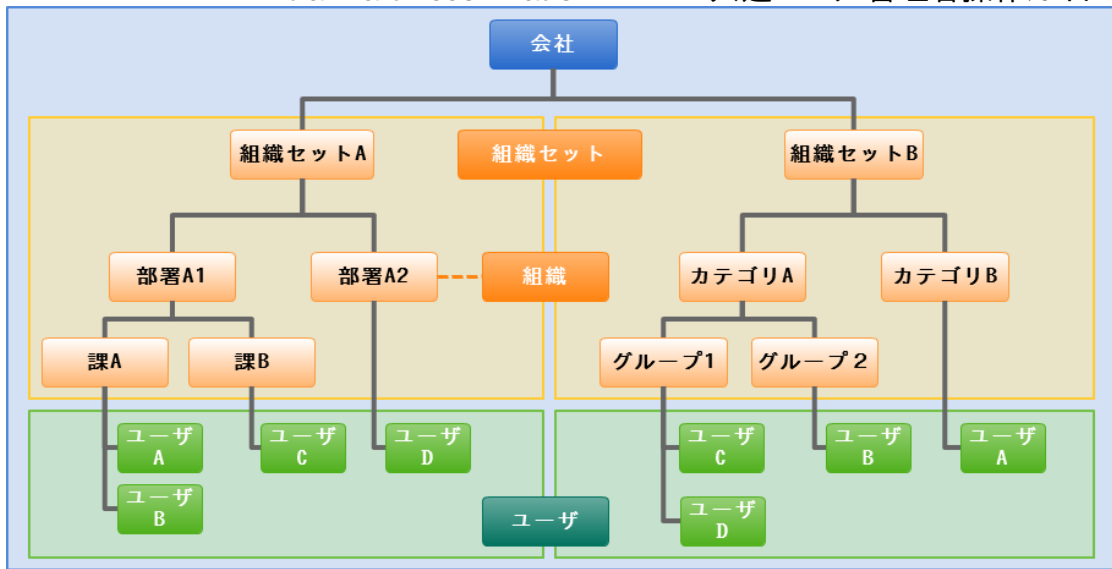 会社
組織セットA
組織セット
組織セットB
部署A1
部署A2
組織
カテゴリA
カテゴリB
課A
課B
グループ1
グループ２
ユーザ
A
ユーザ
C
ユーザ
D
ユーザ
C
ユーザ
B
ユーザ
A
ユーザ
B
ユーザ
ユーザ
D